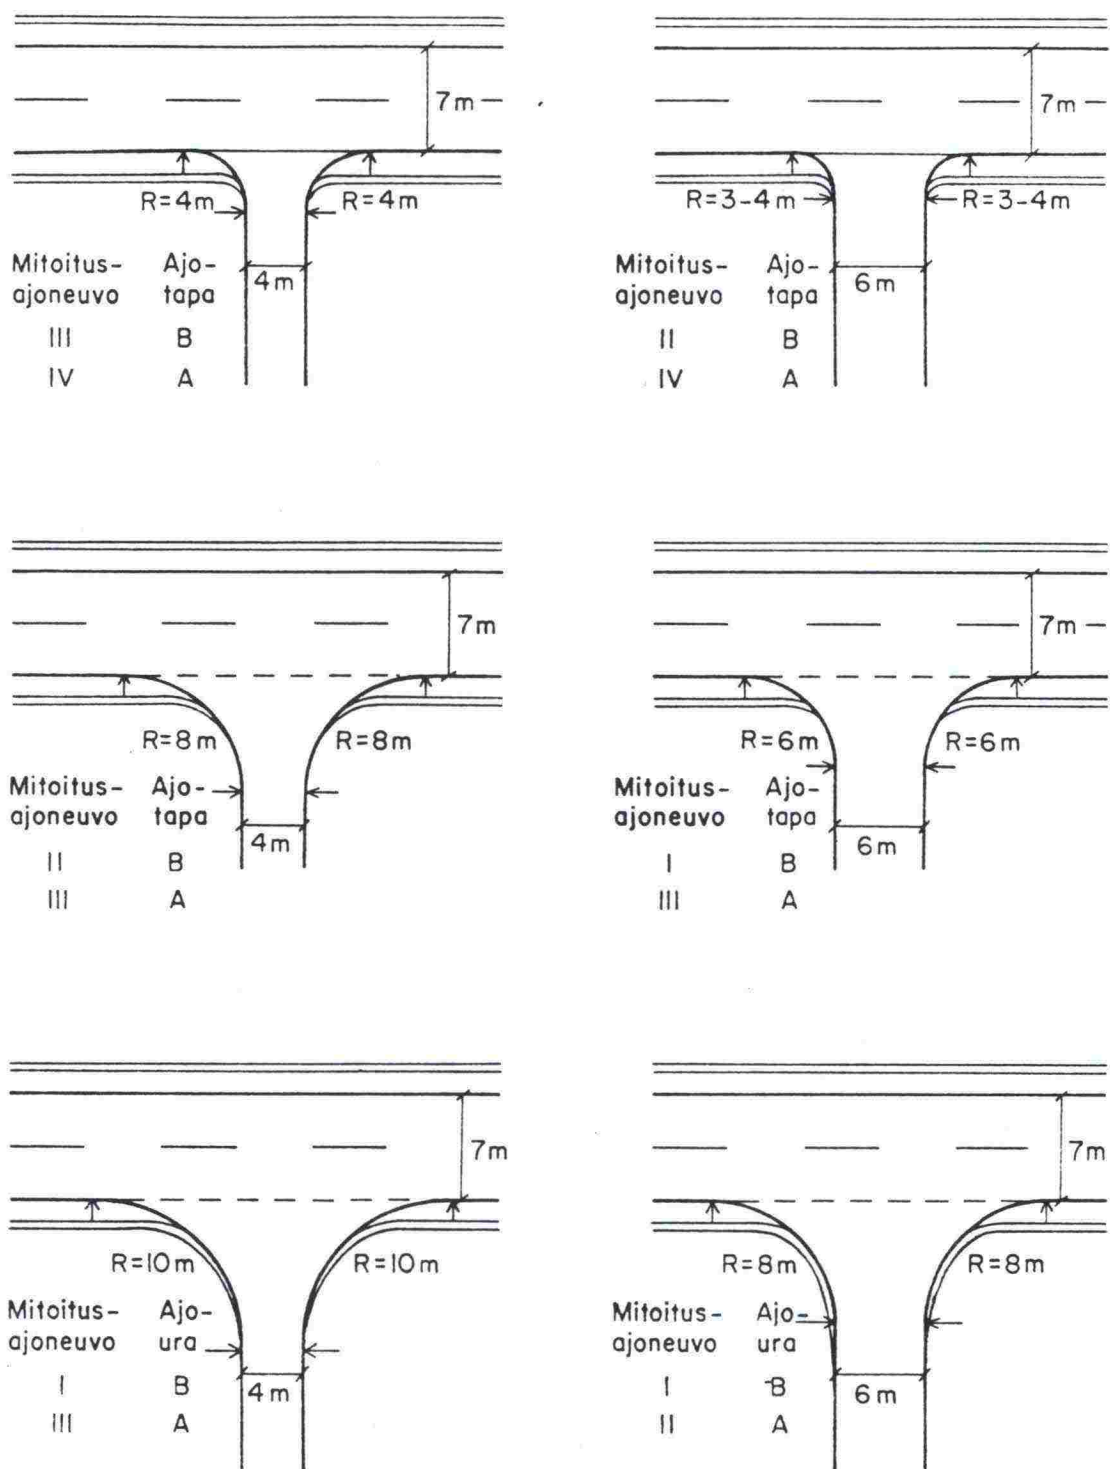 7m
R=4m R=4m
Mitoitus- Ajo-
ajoneuvo tapa
4m
III B
IV A
7m
R=3-4m R=3-4m
Mitoitus- Ajo-
ajoneuvo tapa
6m
II B
IV A
7m
R=8m R=8m
Mitoitus- Ajo-
ajoneuvo tapa
4m
II B
III A
7m
R=6m R=6m
Mitoitus- Ajo-
ajoneuvo tapa
6m
I B
III A
7m
R=10m R=10m
Mitoitus- Ajo-
ajoneuvo ura
4m
I B
III A
7m
R=8m R=8m
Mitoitus- Ajo-
ajoneuvo ura
6m
I B
II A